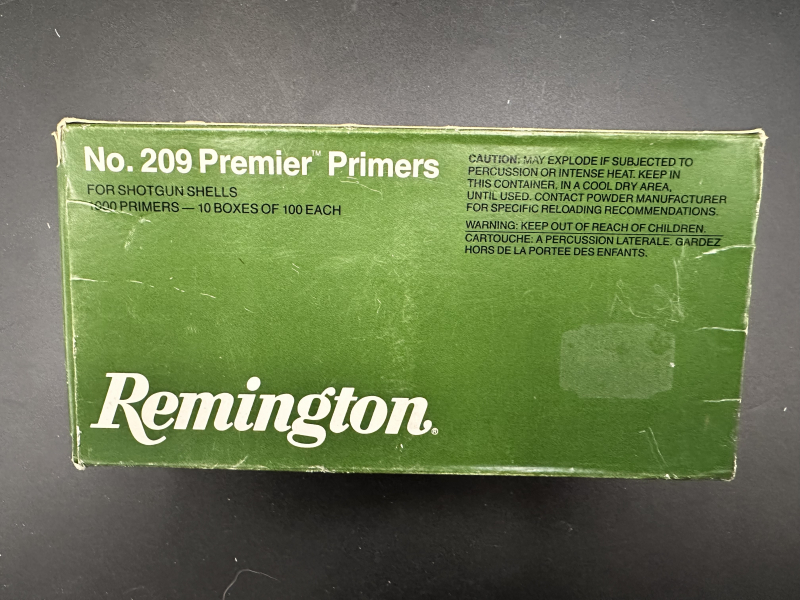 No. 209 Premier™ Primers
FOR SHOTGUN SHELLS
1000 PRIMERS — 10 BOXES OF 100 EACH
CAUTION: MAY EXPLODE IF SUBJECTED TO
PERCUSSION OR INTENSE HEAT. KEEP IN
THIS CONTAINER, IN A COOL DRY AREA,
UNTIL USED. CONTACT POWDER MANUFACTURER
FOR SPECIFIC RELOADING RECOMMENDATIONS.
WARNING: KEEP OUT OF REACH OF CHILDREN.
CARTOUCHE: A PERCUSSION LATERALE. GARDEZ
HORS DE LA PORTEE DES ENFANTS.
Remington®